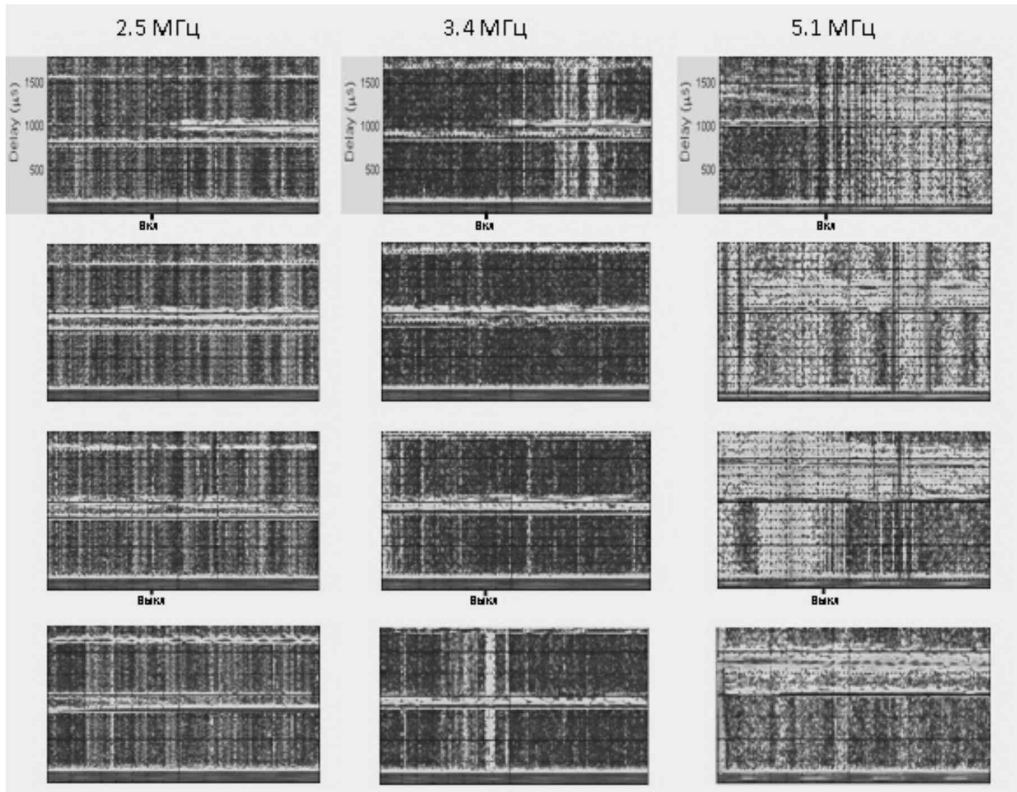 2.5 МГц
3.4 МГц
5.1 МГц
Delay (µs)
1500
1000
500
Delay (µs)
1500
1000
500
Delay (µs)
1500
1000
500
Вкл
Вкл
Вкл
Выкл
Выкл
Выкл